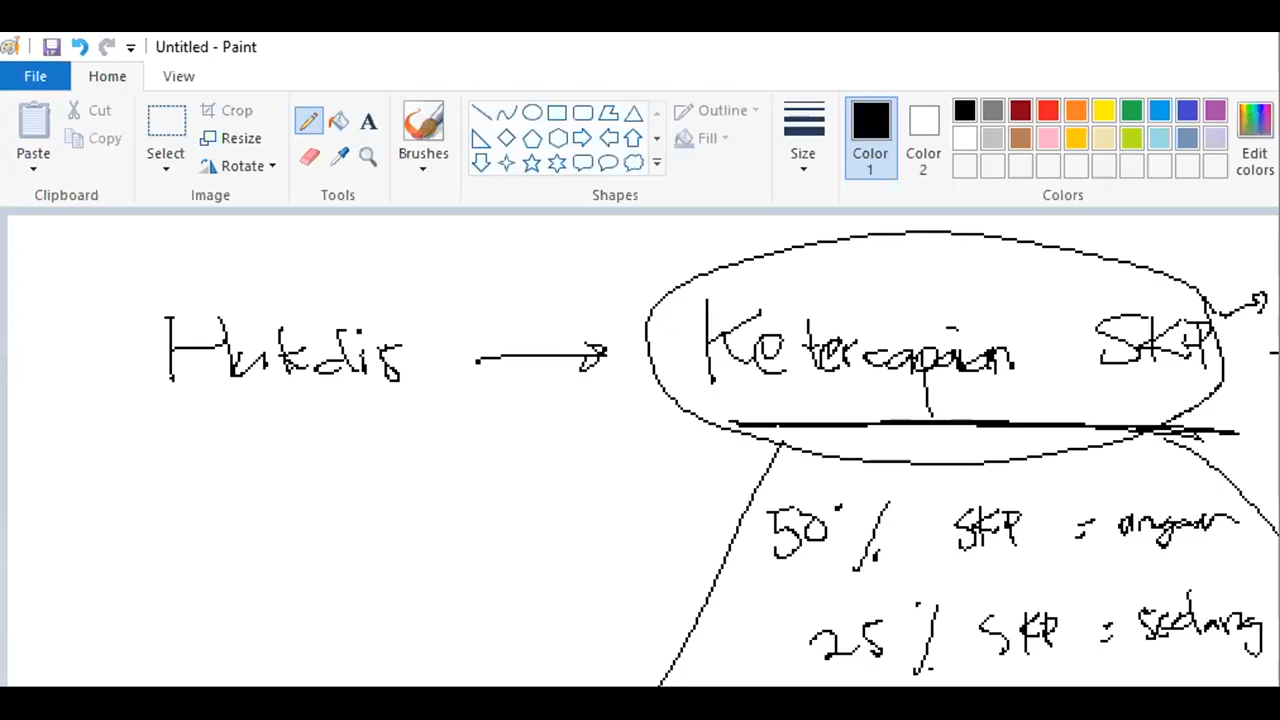 Untitled - Paint
File Home View
Paste
Cut
Copy
Clipboard
Select
Crop
Resize
Rotate
Image
Tools
Brushes
Shapes
Outline
Fill
Size
Color 1
Color 2
Edit colors
Colors
Hukdis → Ketercapaian SKP
50 % SKP =
25 % SKP = sedang